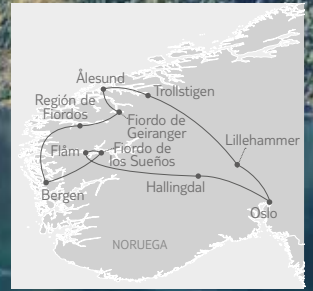 Ålesund
Trollstigen
Región de
Fiordos
Fiordo de
Geiranger
Flåm
Fiordo de
los Sueños
Lillehammer
Hallingdal
Bergen
Oslo
NORUEGA